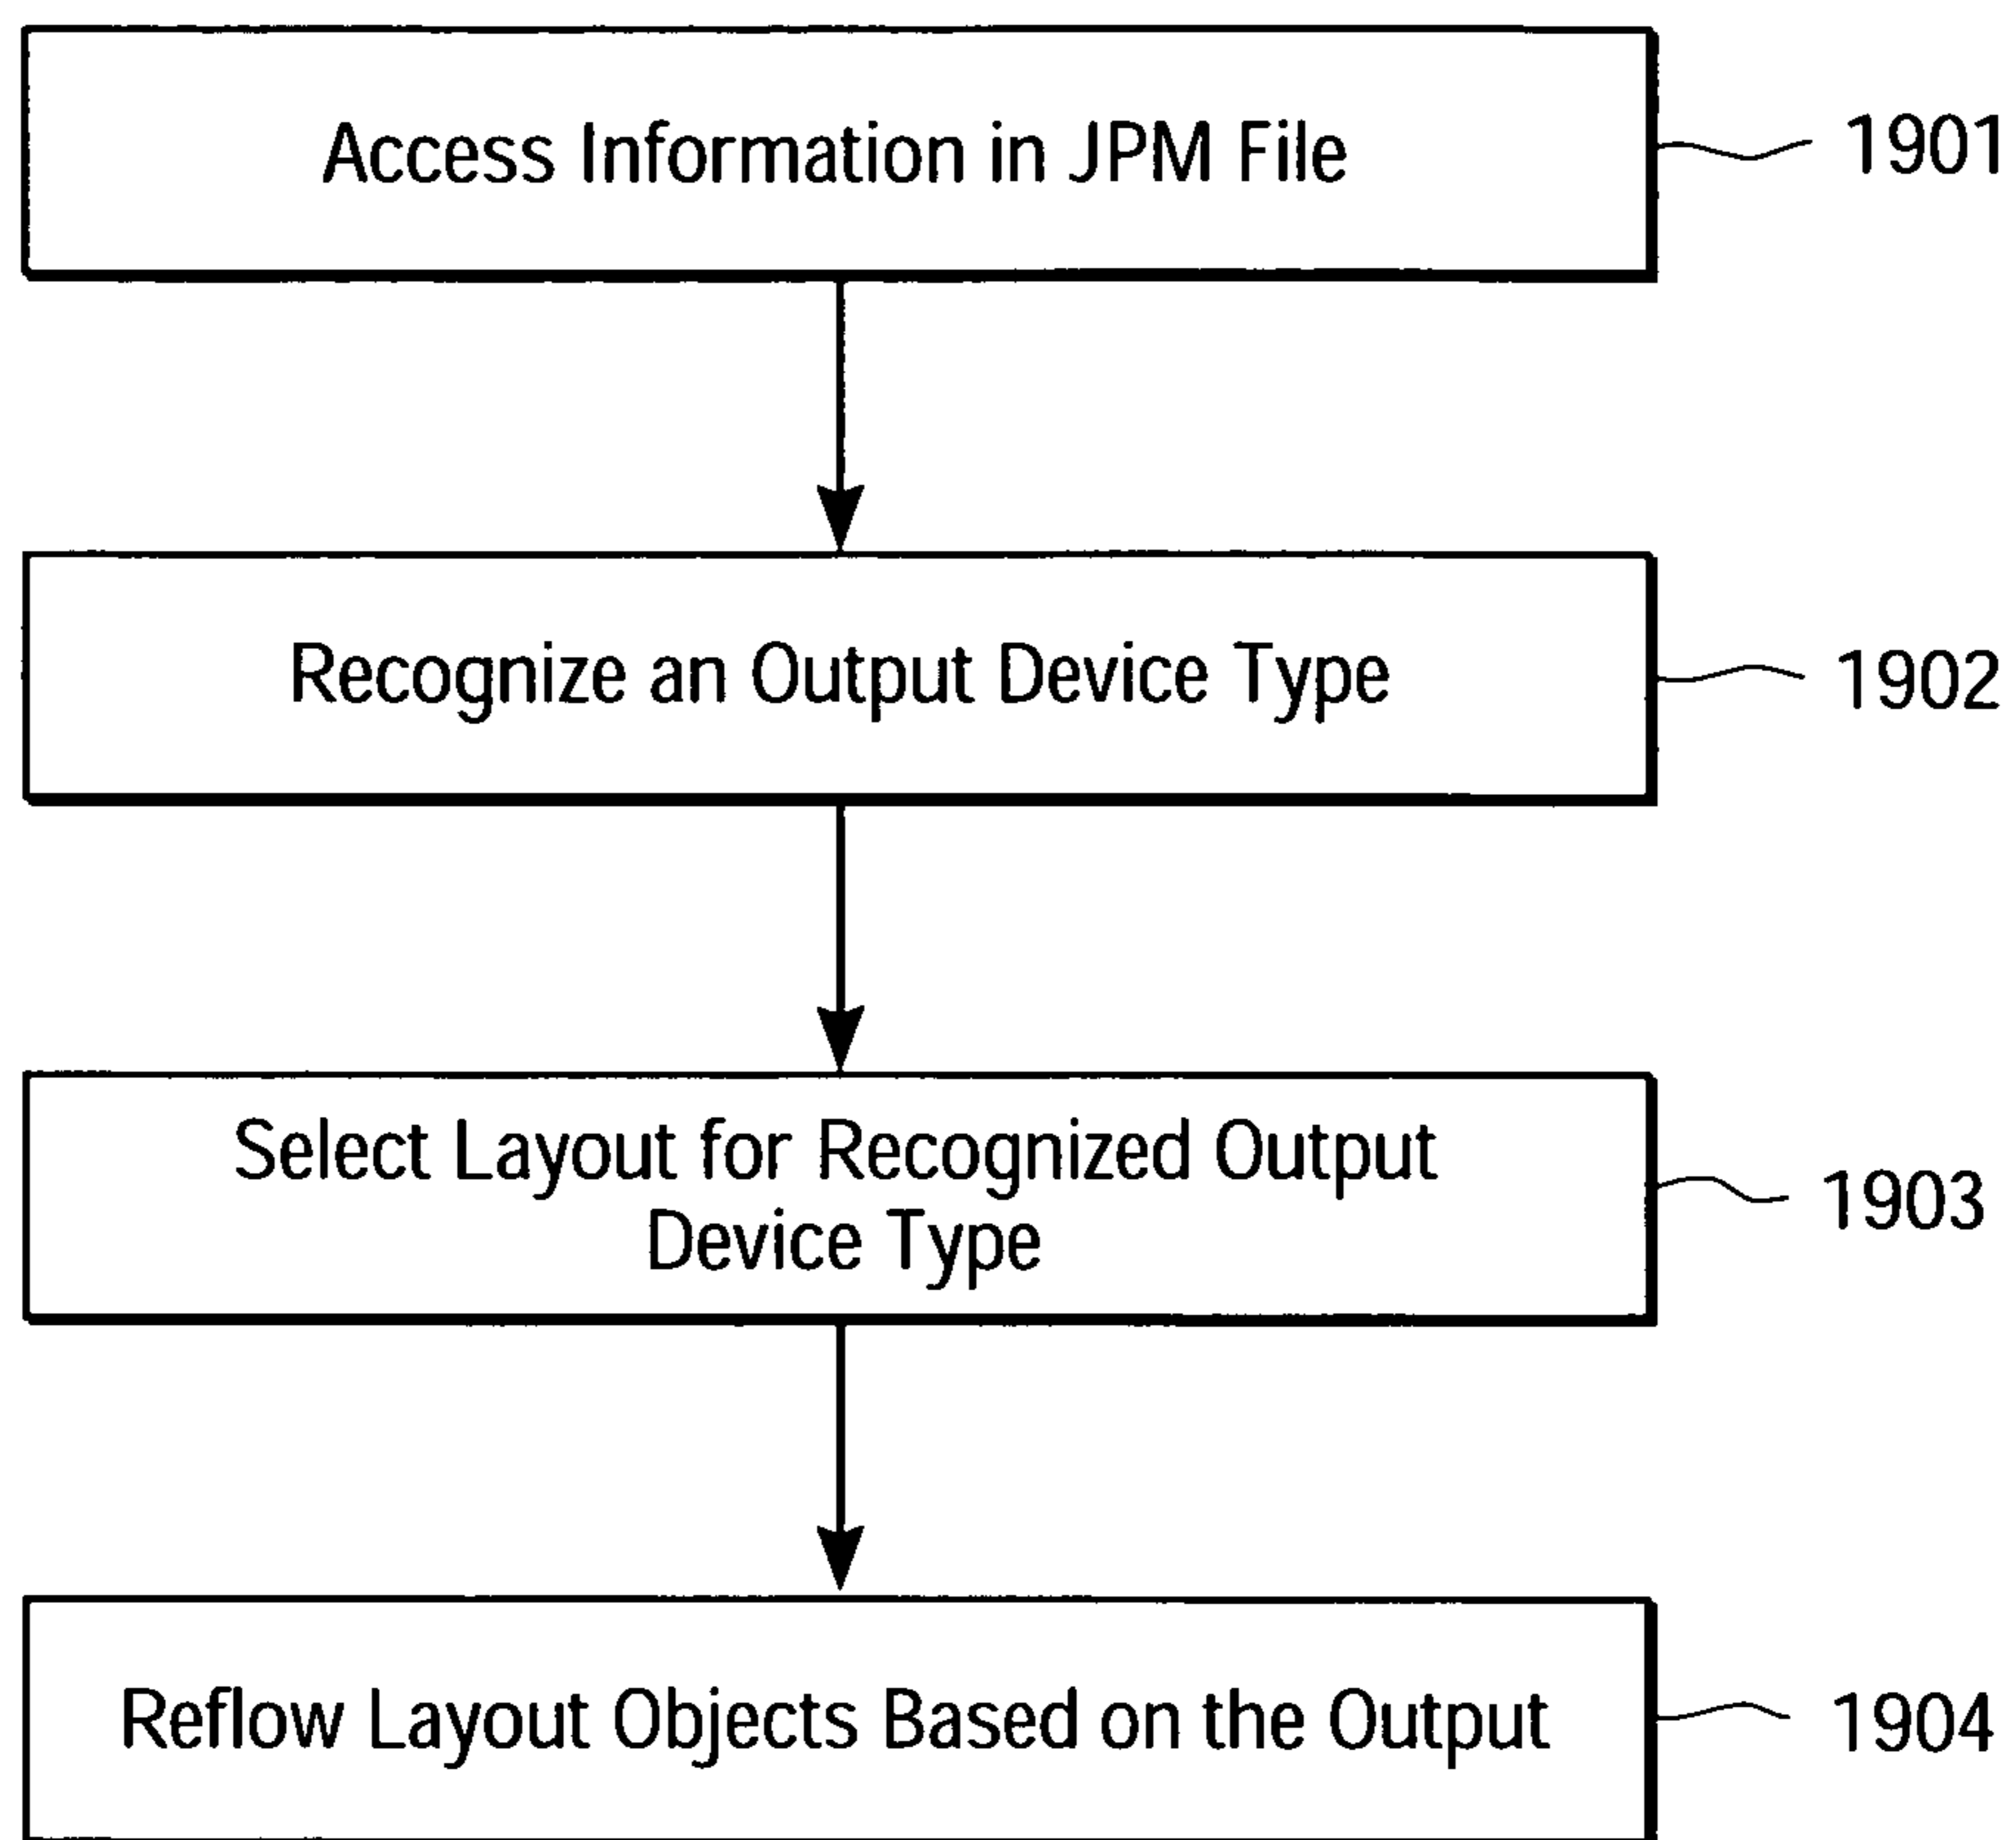 Access Information in JPM File
1901
Recognize an Output Device Type
1902
Select Layout for Recognized Output
Device Type
1903
Reflow Layout Objects Based on the Output
1904